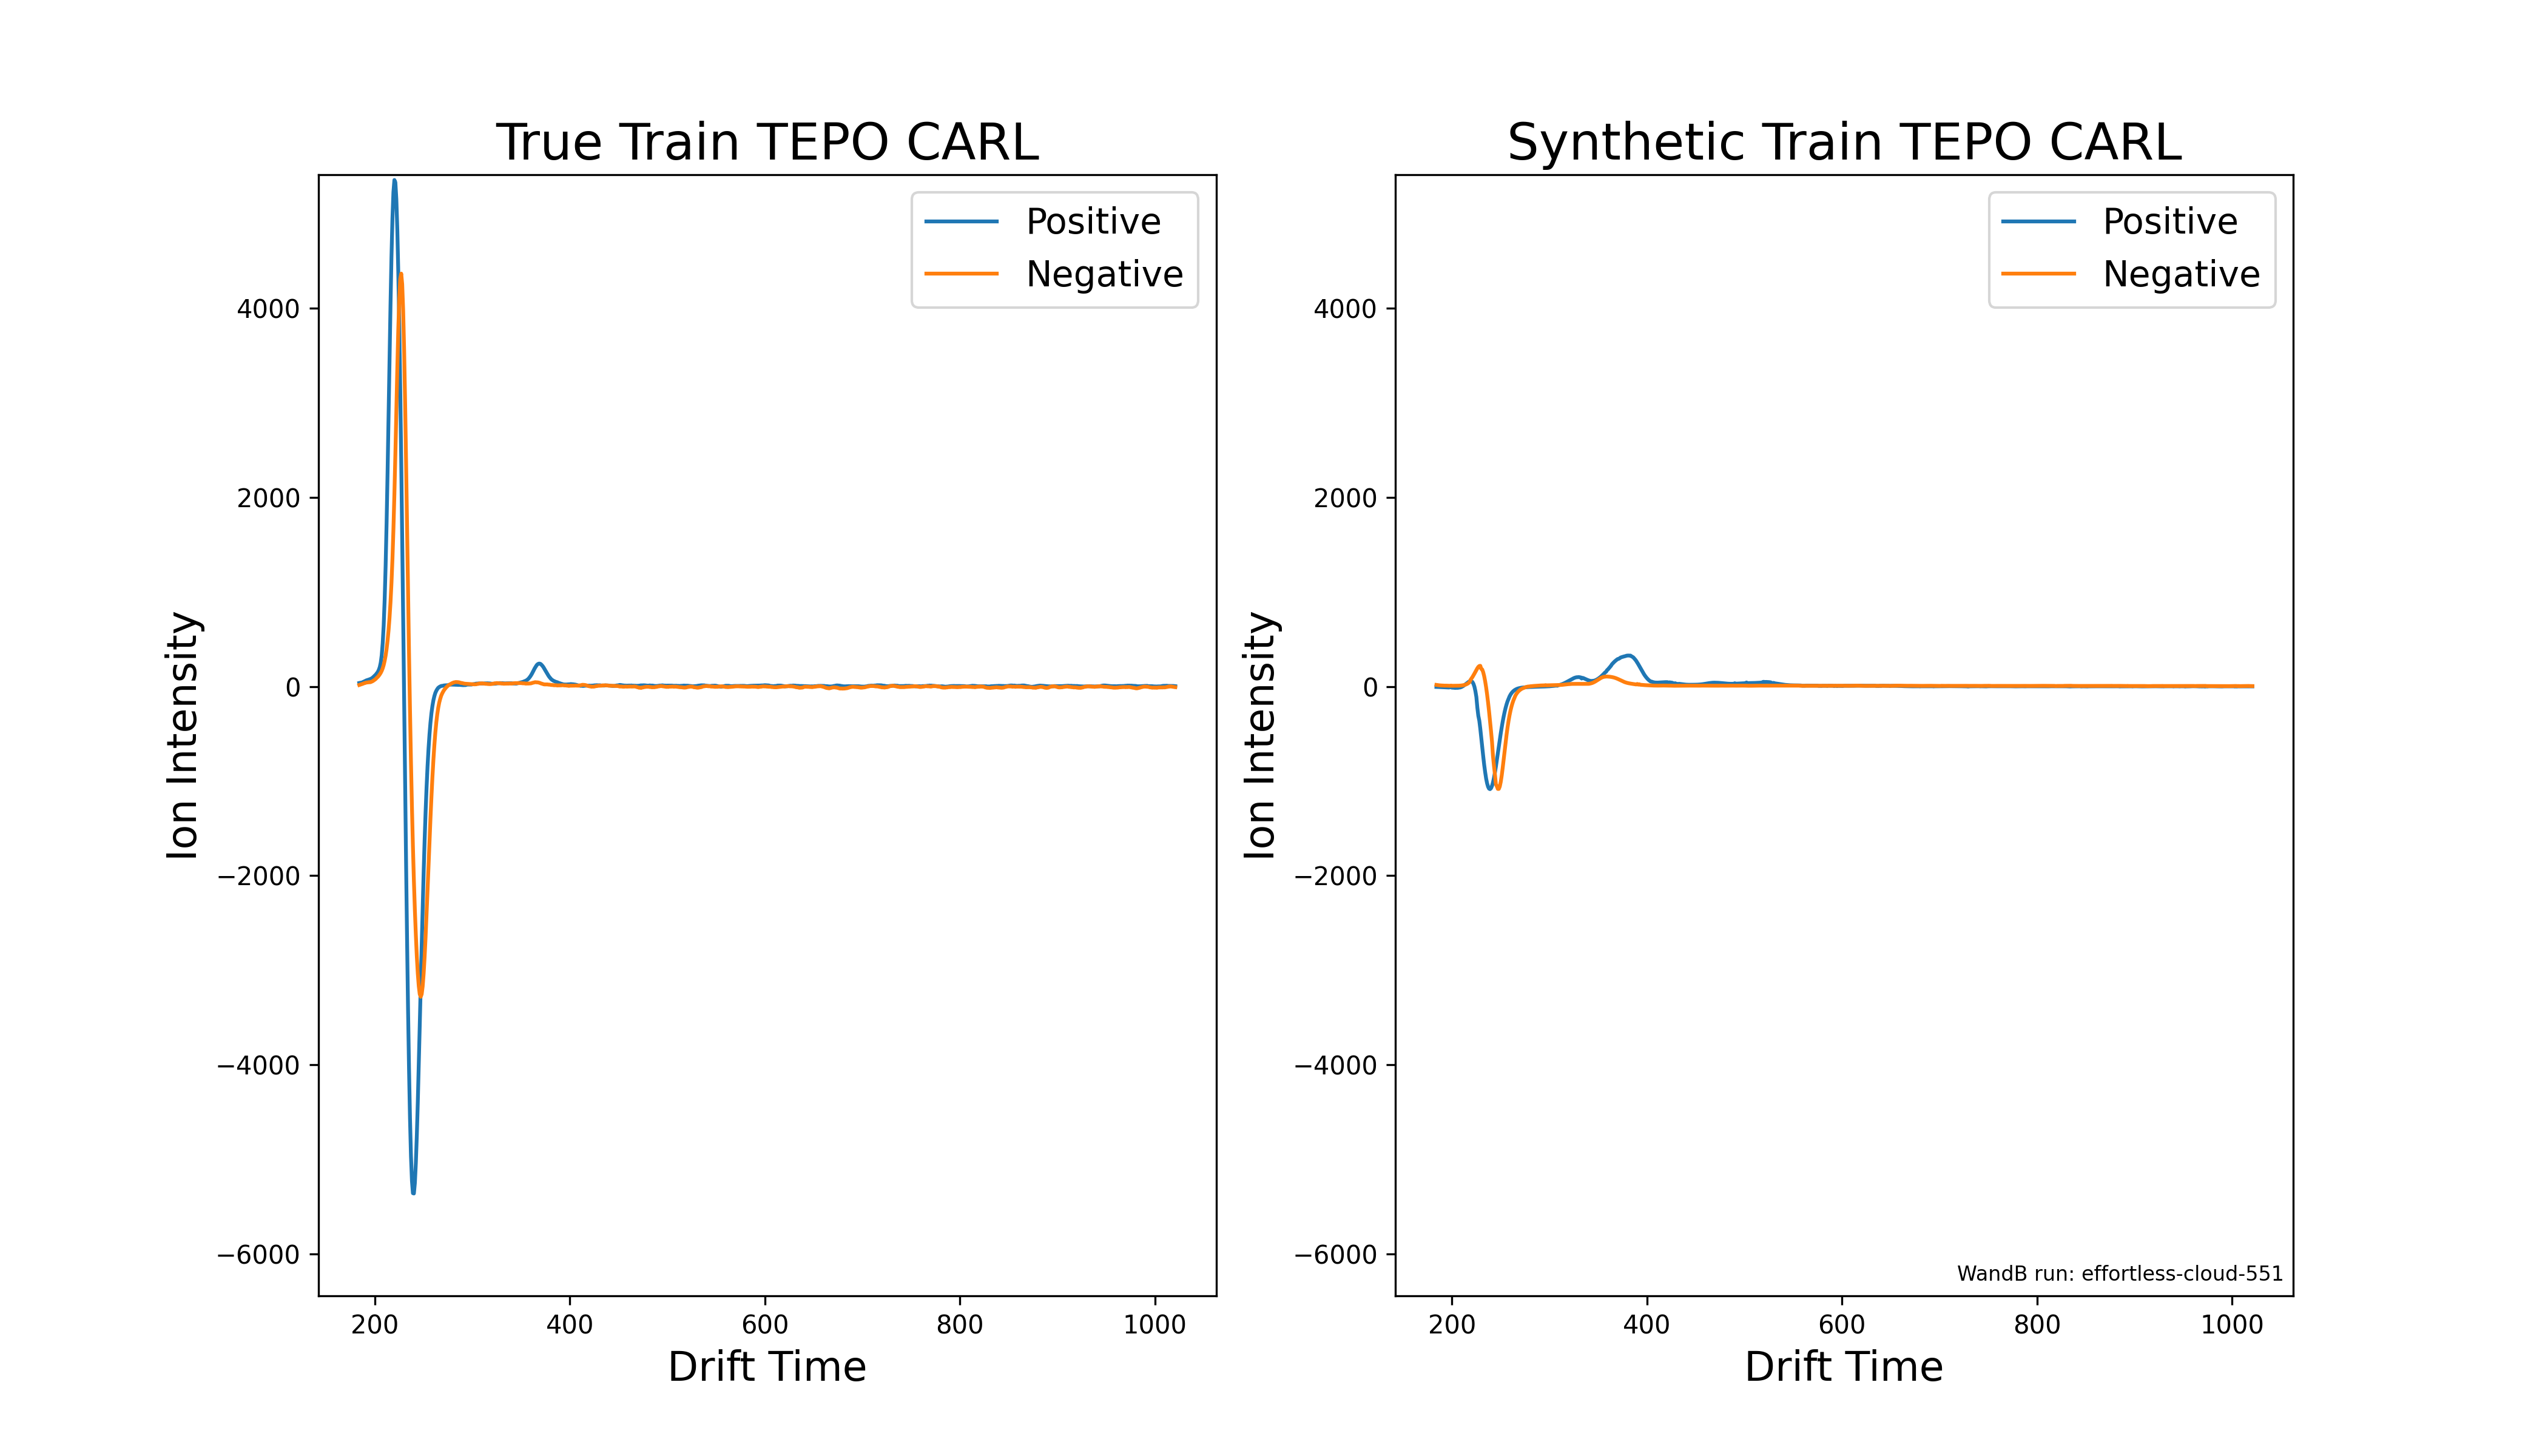 True Train TEPO CARL
Positive
Negative
4000
2000
0
−2000
−4000
−6000
Ion Intensity
200 400 600 800 1000
Drift Time
Synthetic Train TEPO CARL
Positive
Negative
4000
2000
0
−2000
−4000
−6000
Ion Intensity
WandB run: effortless-cloud-551
200 400 600 800 1000
Drift Time